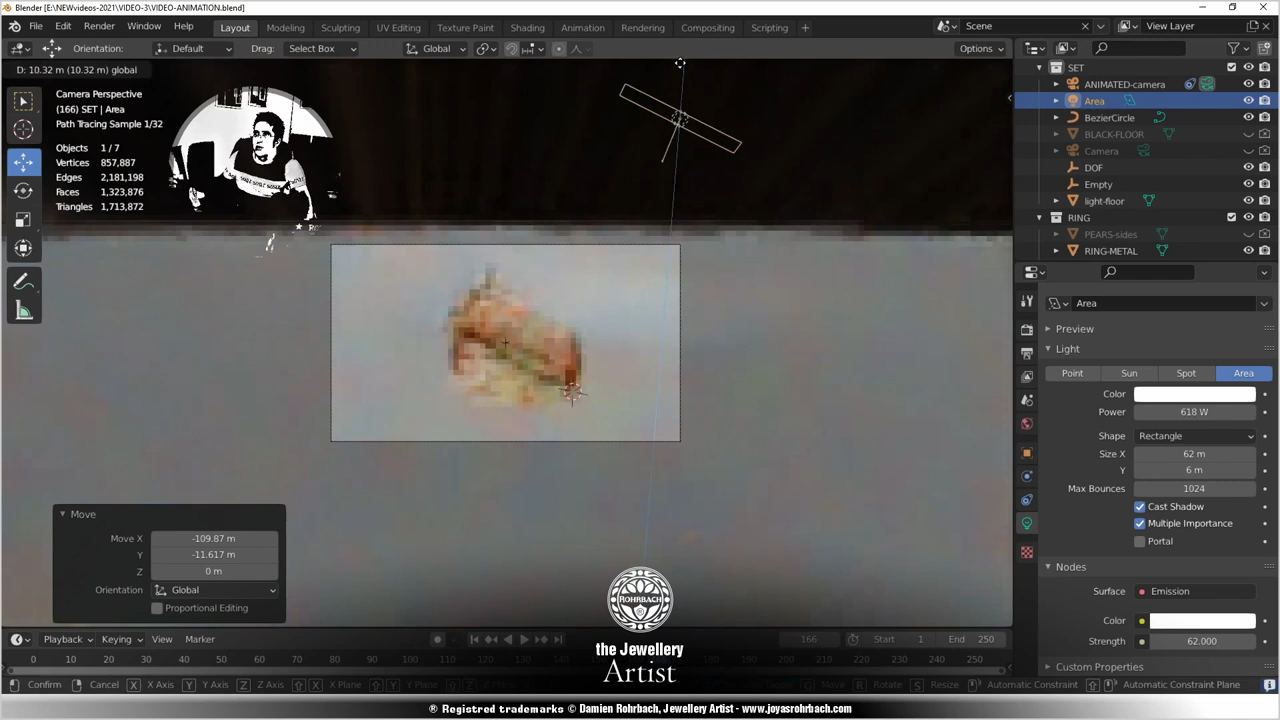 Blender [E:\NEWvideos-2021\VIDEO-3\VIDEO-ANIMATION.blend]
File Edit Render Window Help Layout Modeling Sculpting UV Editing Texture Paint Shading Animation Rendering Compositing Scripting Scene View Layer
Orientation: Default Drag: Select Box Global Options
D: 10.32 m (10.32 m) global
Camera Perspective
(166) SET | Area
Path Tracing Sample 1/32
Objects 1 / 7
Vertices 857,887
Edges 2,181,198
Faces 1,323,876
Triangles 1,713,872
SET
ANIMATED-camera
Area
BezierCircle
BLACK-FLOOR
Camera
DOF
Empty
light-floor
RING
PEARS-sides
RING-METAL
Area
Preview
Light
Point Sun Spot Area
Color
Power 618 W
Shape Rectangle
Size X 62 m
Y 6 m
Max Bounces 1024
Cast Shadow
Multiple Importance
Portal
Nodes
Surface Emission
Color
Strength 62.000
Custom Properties
Move
Move X -109.87 m
Y -11.617 m
Z 0 m
Orientation Global
Proportional Editing
ROHRBACH
the Jewellery
Artist
Playback Keying View Marker 166 Start 1 End 250
0 10 20 30 40 50 60 70 80 90 100 110 120 130 140 150 160 170 180 190 200 210 220 230 240 250
Confirm Cancel X X Axis Y Y Axis Z Z Axis X X Plane Y Y Plane Z Z Plane Move R Rotate S Resize Automatic Constraint Automatic Constraint Plane
® Registered trademarks © Damien Rohrbach, Jewellery Artist - www.joyasrohrbach.com